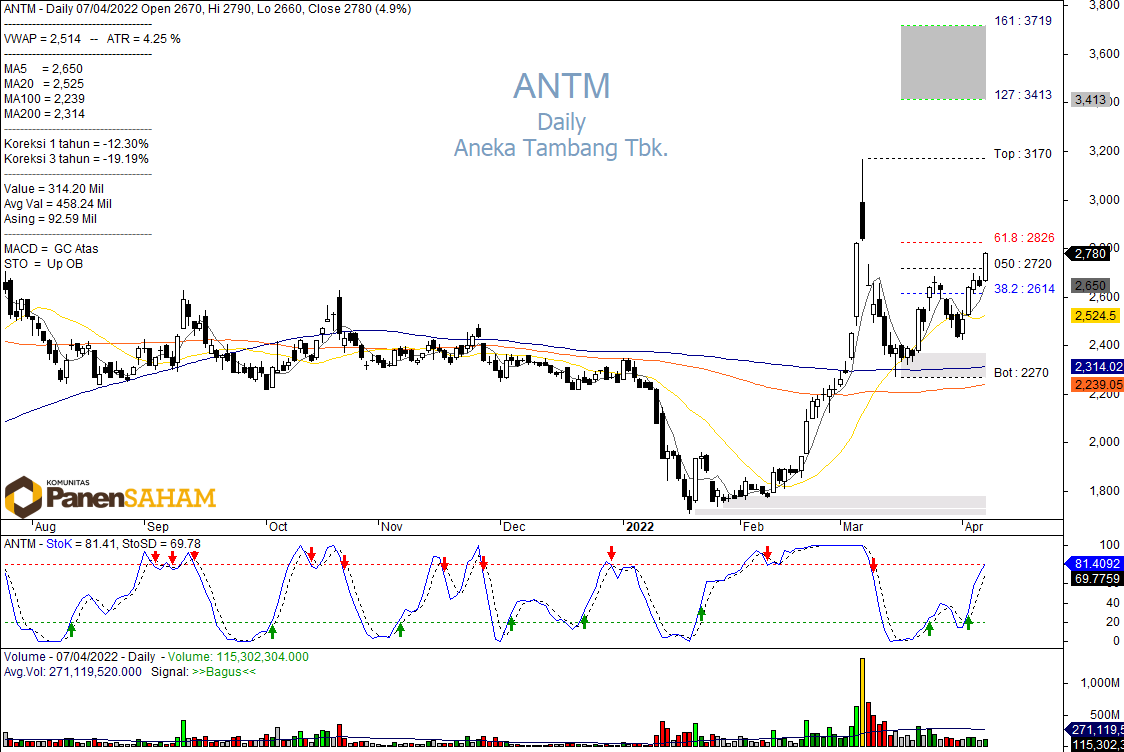 ANTM - Daily 07/04/2022 Open 2670, Hi 2790, Lo 2660, Close 2780 (4.9%)
VWAP = 2,514 -- ATR = 4.25 %
MA5 = 2,650
MA20 = 2,525
MA100 = 2,239
MA200 = 2,314
Koreksi 1 tahun = -12.30%
Koreksi 3 tahun = -19.19%
Value = 314.20 Mil
Avg Val = 458.24 Mil
Asing = 92.59 Mil
MACD = GC Atas
STO = Up OB
ANTM
Daily
Aneka Tambang Tbk.
161 : 3719
127 : 3413
Top : 3170
61.8 : 2826
050 : 2720
38.2 : 2614
Bot : 2270
3,800
3,600
3,413
3,200
3,000
2,780
2,650
2,600
2,524.5
2,400
2,314.02
2,239.05
2,200
2,000
1,800
KOMUNITAS
PanenSAHAM
Aug Sep Oct Nov Dec 2022 Feb Mar Apr
ANTM - StoK = 81.41, StoSD = 69.78
100
81.4092
69.7759
40
20
0
Volume - 07/04/2022 - Daily - Volume: 115,302,304.000
Avg.Vol: 271,119,520.000 Signal: >>Bagus<<
1,000M
500M
271,119,5
115,302,3